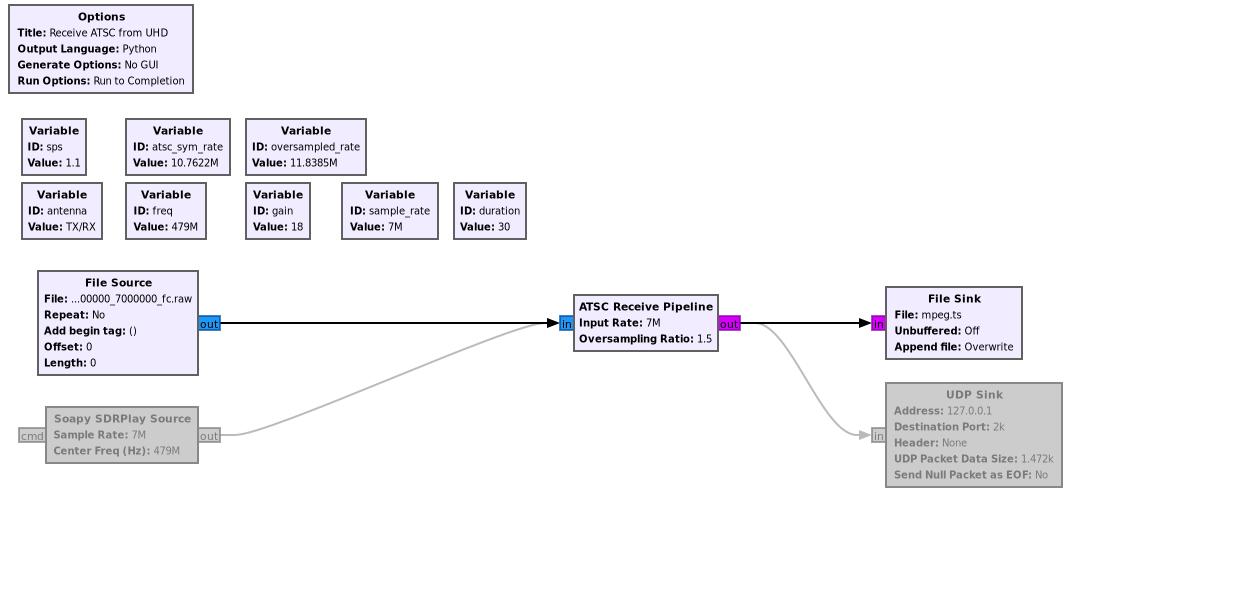 Options
Title: Receive ATSC from UHD
Output Language: Python
Generate Options: No GUI
Run Options: Run to Completion
Variable
ID: sps
Value: 1.1
Variable
ID: atsc_sym_rate
Value: 10.7622M
Variable
ID: oversampled_rate
Value: 11.8385M
Variable
ID: antenna
Value: TX/RX
Variable
ID: freq
Value: 479M
Variable
ID: gain
Value: 18
Variable
ID: sample_rate
Value: 7M
Variable
ID: duration
Value: 30
File Source
File: ...00000_7000000_fc.raw
Repeat: No
Add begin tag: ()
Offset: 0
Length: 0
out
in
ATSC Receive Pipeline
Input Rate: 7M
Oversampling Ratio: 1.5
out
in
File Sink
File: mpeg.ts
Unbuffered: Off
Append file: Overwrite
cmd
Soapy SDRPlay Source
Sample Rate: 7M
Center Freq (Hz): 479M
out
in
UDP Sink
Address: 127.0.0.1
Destination Port: 2k
Header: None
UDP Packet Data Size: 1.472k
Send Null Packet as EOF: No